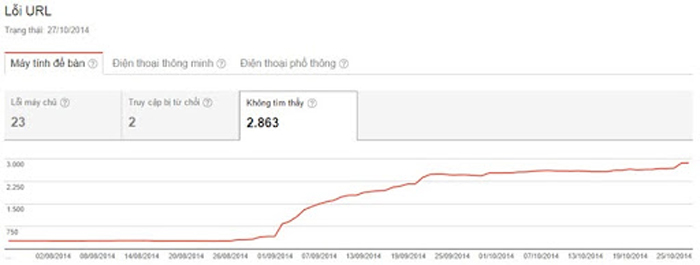 Lỗi URL
Trạng thái: 27/10/2014
Máy tính để bàn ? Điện thoại thông minh ? Điện thoại phổ thông ?
Lỗi máy chủ ? Truy cập bị từ chối ? Không tìm thấy ?
23 2 2.863
3.000
2.250
1.500
750
... 02/08/2014 08/08/2014 14/08/2014 20/08/2014 26/08/2014 01/09/2014 07/09/2014 13/09/2014 19/09/2014 25/09/2014 01/10/2014 07/10/2014 13/10/2014 19/10/2014 25/10/2014